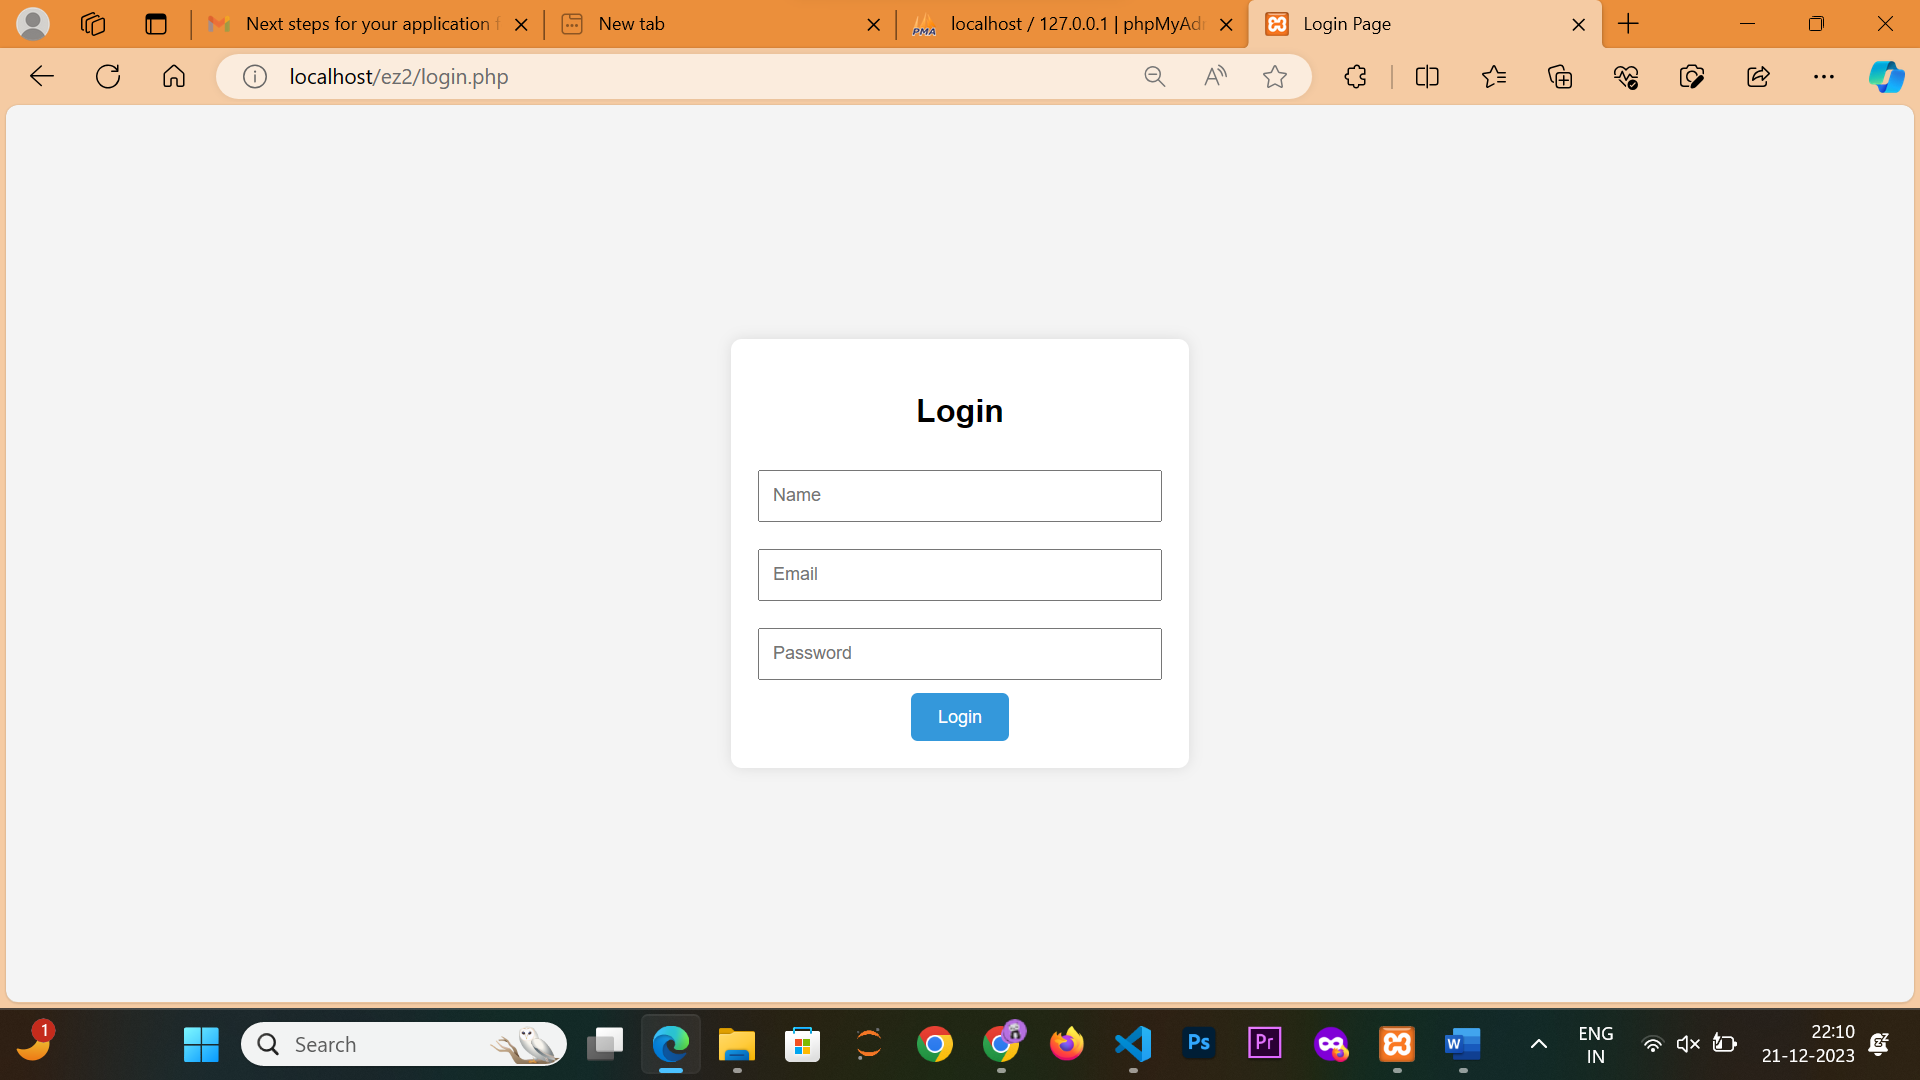 Next steps for your application f
New tab
PMA
localhost / 127.0.0.1 | phpMyAd
Login Page
localhost/ez2/login.php
Login
Name
Email
Password
Login
1
Search
Ps
Pr
W
ENG
IN
22:10
21-12-2023